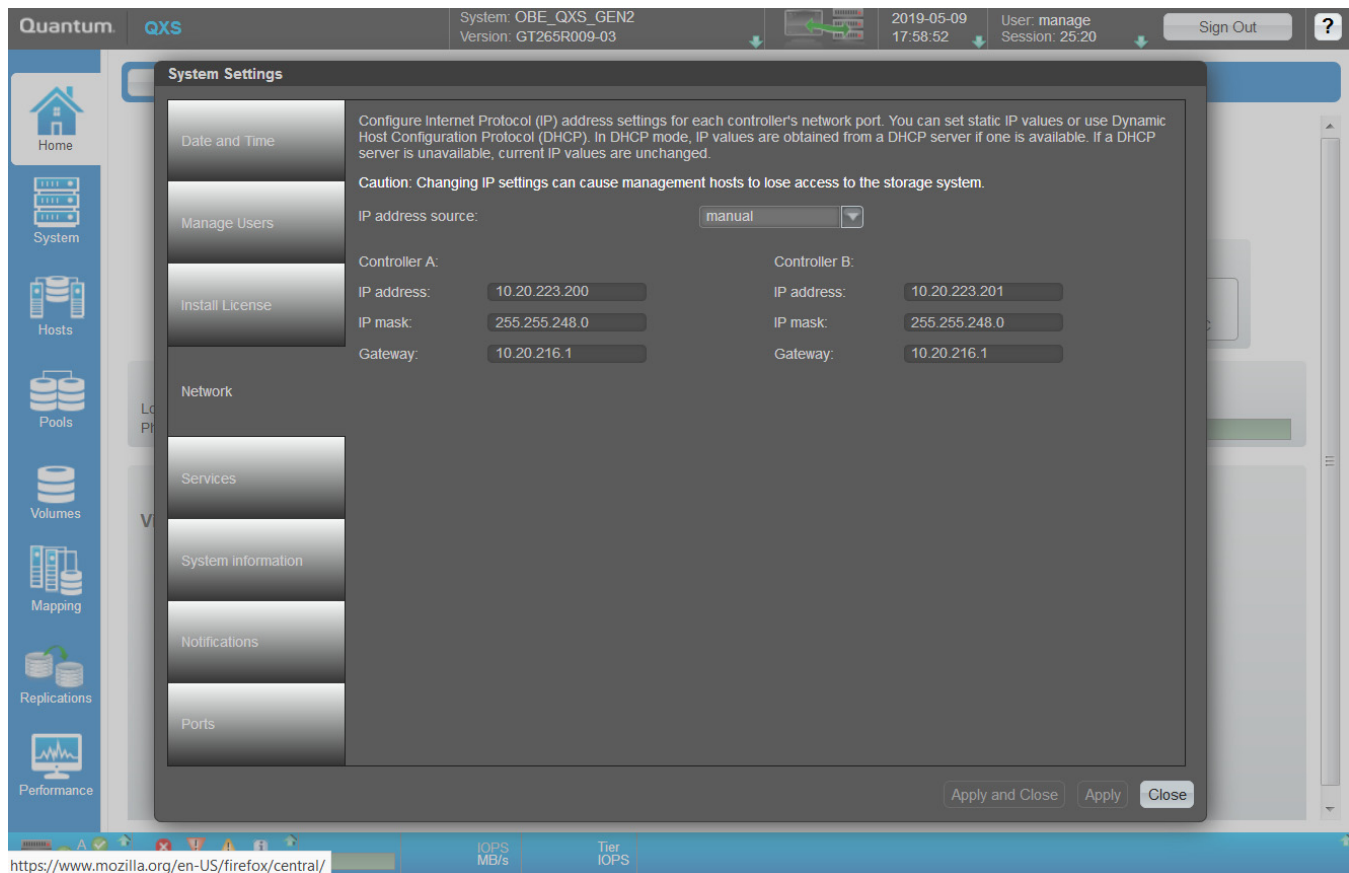 Quantum.
QXS
System: OBE_QXS_GEN2
Version: GT265R009-03
2019-05-09
17:58:52
User: manage
Session: 25:20
Sign Out
?
Home
System
Hosts
Pools
Volumes
Mapping
Replications
Performance
System Settings
Date and Time
Manage Users
Install License
Network
Services
System information
Notifications
Ports
Configure Internet Protocol (IP) address settings for each controller's network port. You can set static IP values or use Dynamic
Host Configuration Protocol (DHCP). In DHCP mode, IP values are obtained from a DHCP server if one is available. If a DHCP
server is unavailable, current IP values are unchanged.
Caution: Changing IP settings can cause management hosts to lose access to the storage system.
IP address source: manual
Controller A:
IP address: 10.20.223.200
IP mask: 255.255.248.0
Gateway: 10.20.216.1
Controller B:
IP address: 10.20.223.201
IP mask: 255.255.248.0
Gateway: 10.20.216.1
Apply and Close
Apply
Close
A
IOPS
MB/s
Tier
IOPS
https://www.mozilla.org/en-US/firefox/central/